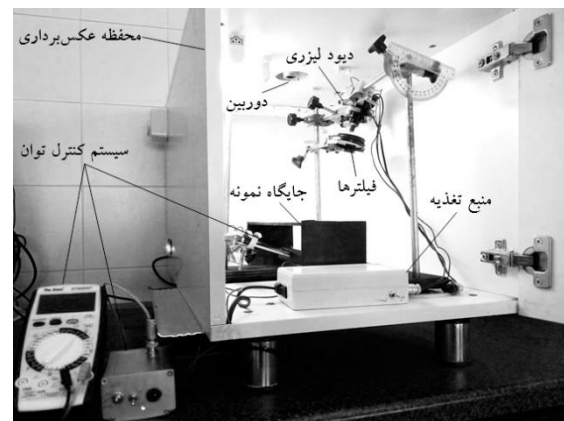 محفظه عکس‌برداری
دیود لیزری
دوربین
سیستم کنترل توان
فیلترها
جایگاه نمونه
منبع تغذیه